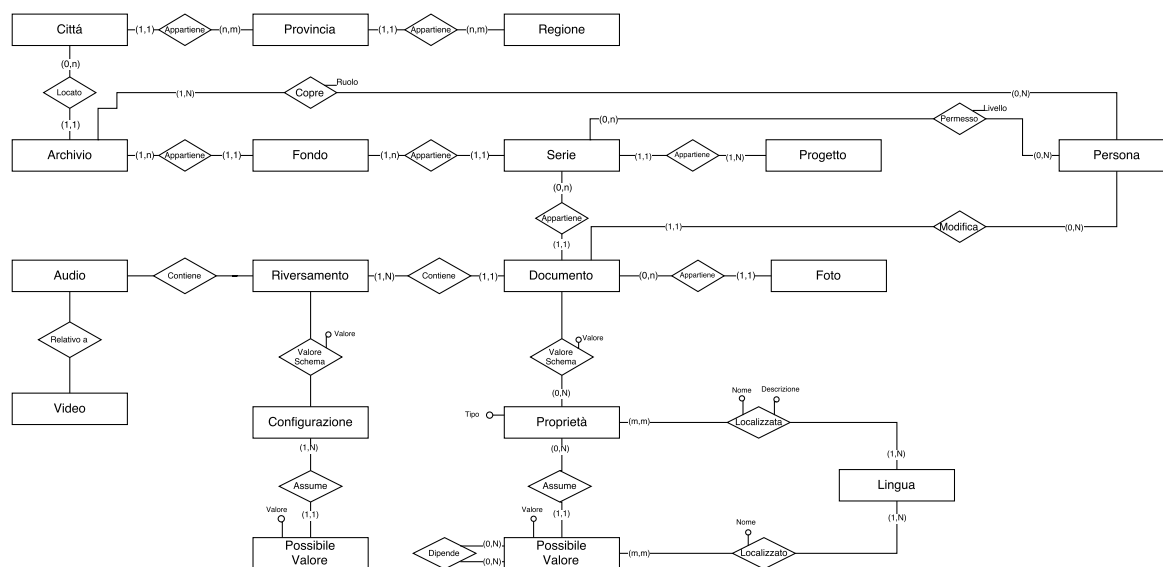 Cittá (1,1) Appartiene (n,m) Provincia (1,1) Appartiene (n,m) Regione
(0,n)
Locato
(1,1)
(1,N) Copre Ruolo (0,N)
(0,n) Permesso Livello
(0,N)
Archivio (1,n) Appartiene (1,1) Fondo (1,n) Appartiene (1,1) Serie (1,1) Appartiene (1,N) Progetto Persona
(0,n)
Appartiene
(1,1)
(1,1) Modifica (0,N)
Audio Contiene Riversamento (1,N) Contiene (1,1) Documento (0,n) Appartiene (1,1) Foto
Relativo a
Video
Valore
Valore
Schema
Valore
Valore
Schema
(0,N)
Configurazione
Tipo Proprietà (m,m) Localizzata
Nome
Descrizione
(1,N)
Assume
(1,1)
(0,N)
Assume
(1,1)
(1,N)
Lingua
(1,N)
Valore
Possibile
Valore
Dipende (0,N)
(0,N)
Valore
Possibile
Valore
(m,m) Localizzato
Nome